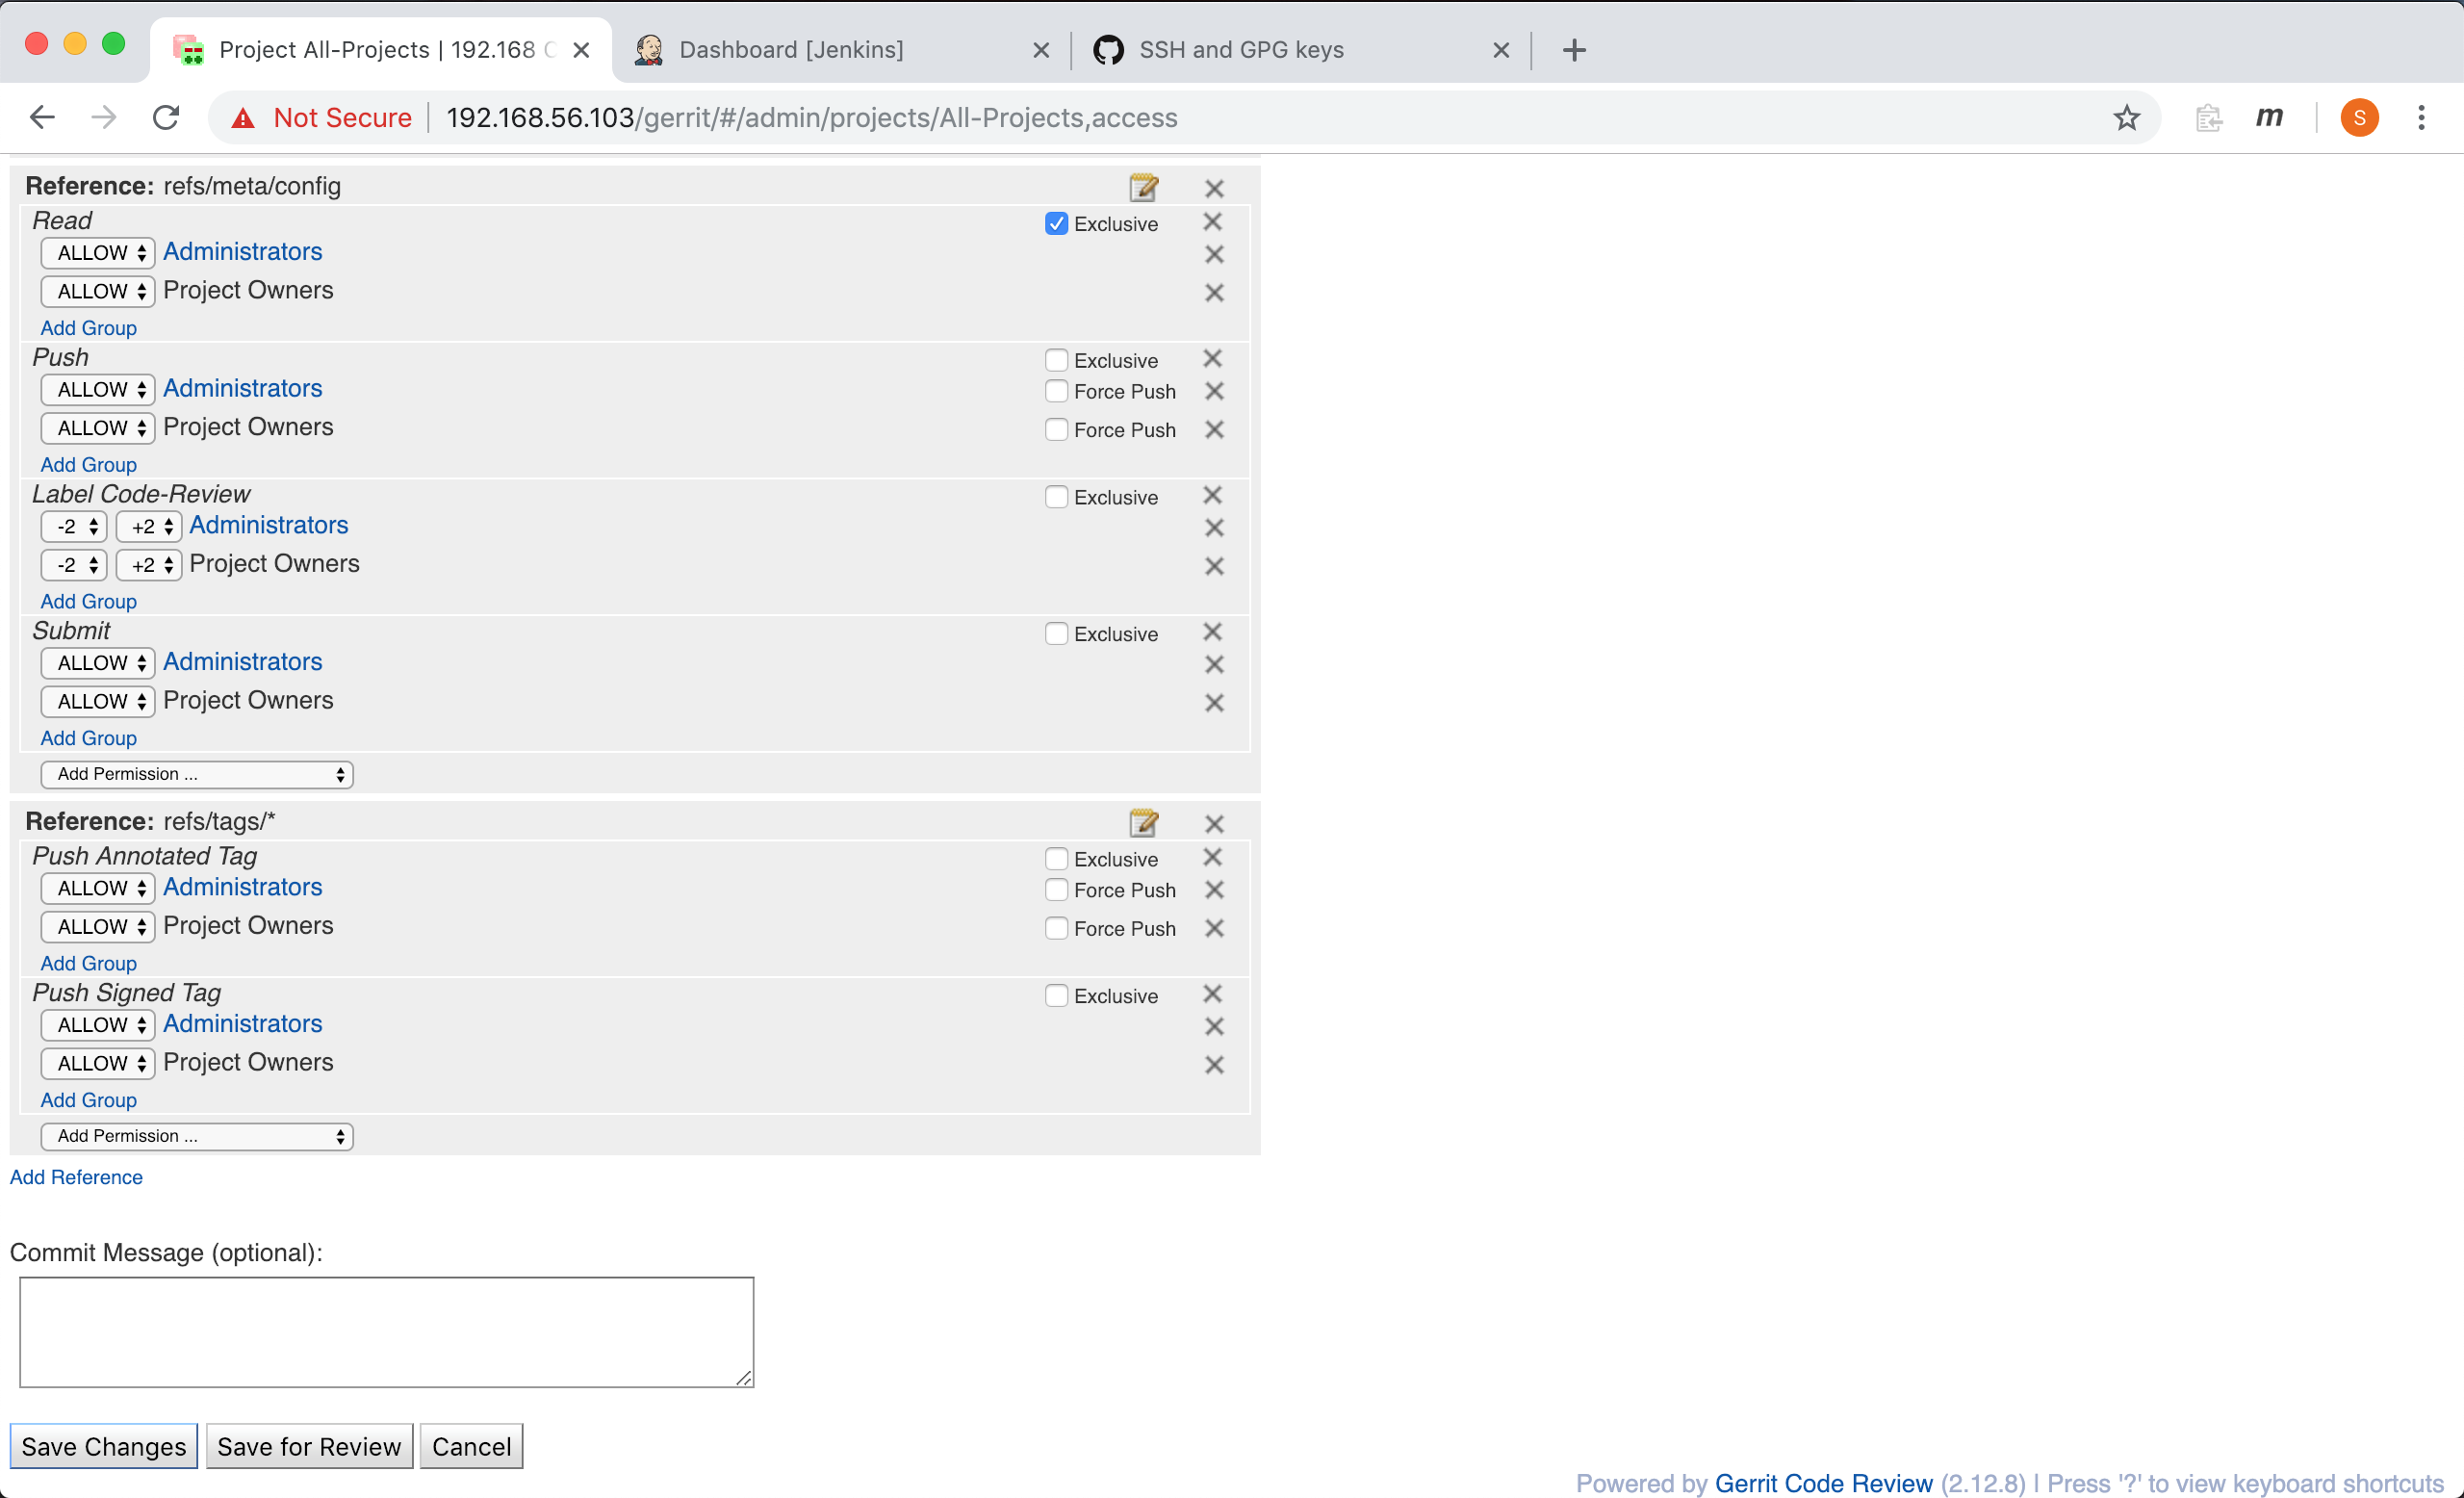 Project All-Projects | 192.168
Dashboard [Jenkins]
SSH and GPG keys
Not Secure
192.168.56.103/gerrit/#/admin/projects/All-Projects,access
m
S
Reference: refs/meta/config
Read Exclusive
ALLOW Administrators
ALLOW Project Owners
Add Group
Push Exclusive
ALLOW Administrators Force Push
ALLOW Project Owners Force Push
Add Group
Label Code-Review Exclusive
-2 +2 Administrators
-2 +2 Project Owners
Add Group
Submit Exclusive
ALLOW Administrators
ALLOW Project Owners
Add Group
Add Permission ...
Reference: refs/tags/*
Push Annotated Tag Exclusive
ALLOW Administrators Force Push
ALLOW Project Owners Force Push
Add Group
Push Signed Tag Exclusive
ALLOW Administrators
ALLOW Project Owners
Add Group
Add Permission ...
Add Reference
Commit Message (optional):
Save Changes Save for Review Cancel
Powered by Gerrit Code Review (2.12.8) | Press '?' to view keyboard shortcuts